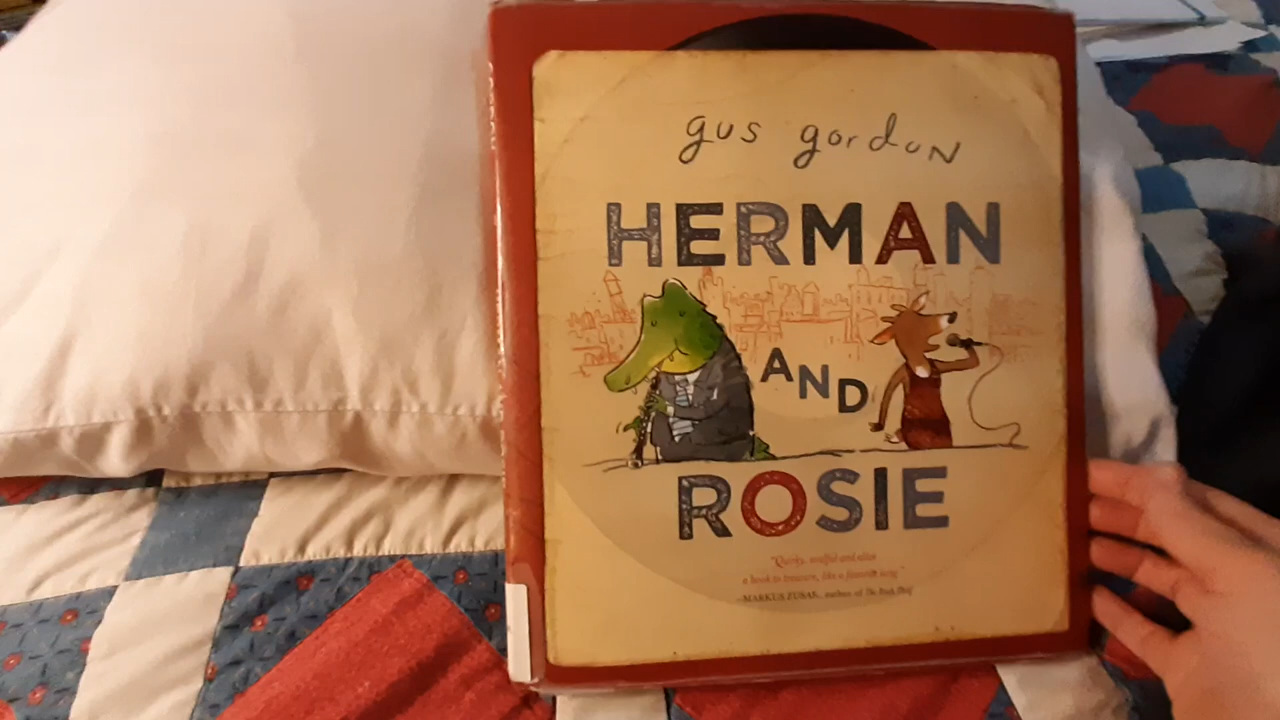 gus gordon
HERMAN
AND
ROSIE
"Quirky, soulful and alive
a book to treasure, like a favorite song"
–MARKUS ZUSAK, author of The Book Thief